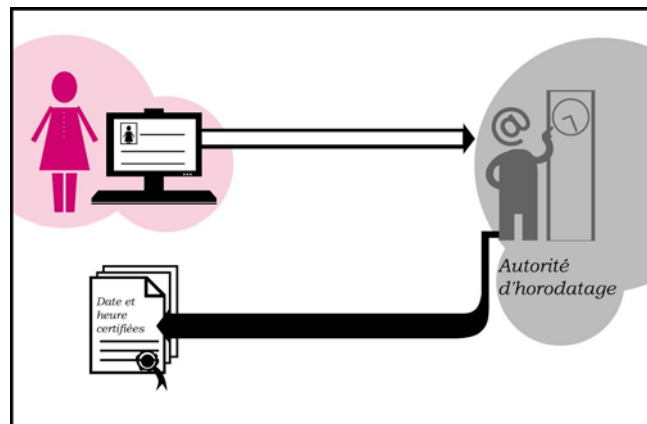 @
Autorité
d'horodatage
Date et
heure
certifiées